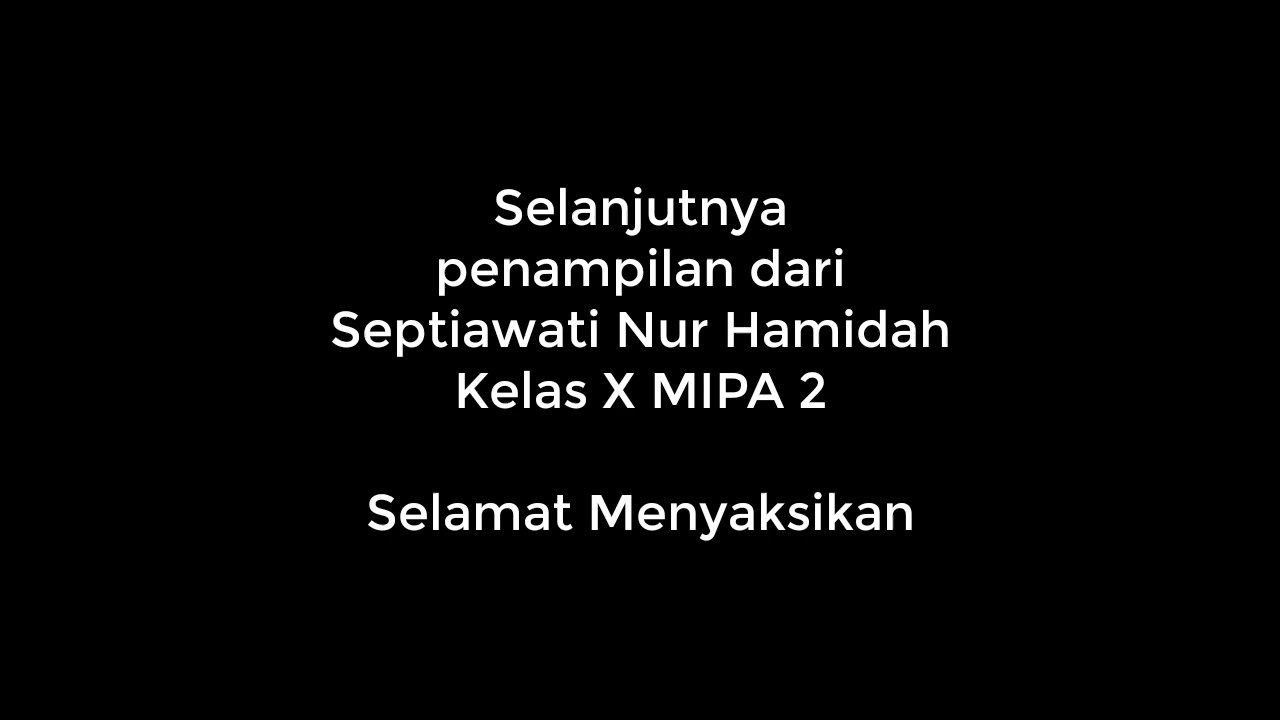 Selanjutnya
penampilan dari
Septiawati Nur Hamidah
Kelas X MIPA 2
Selamat Menyaksikan